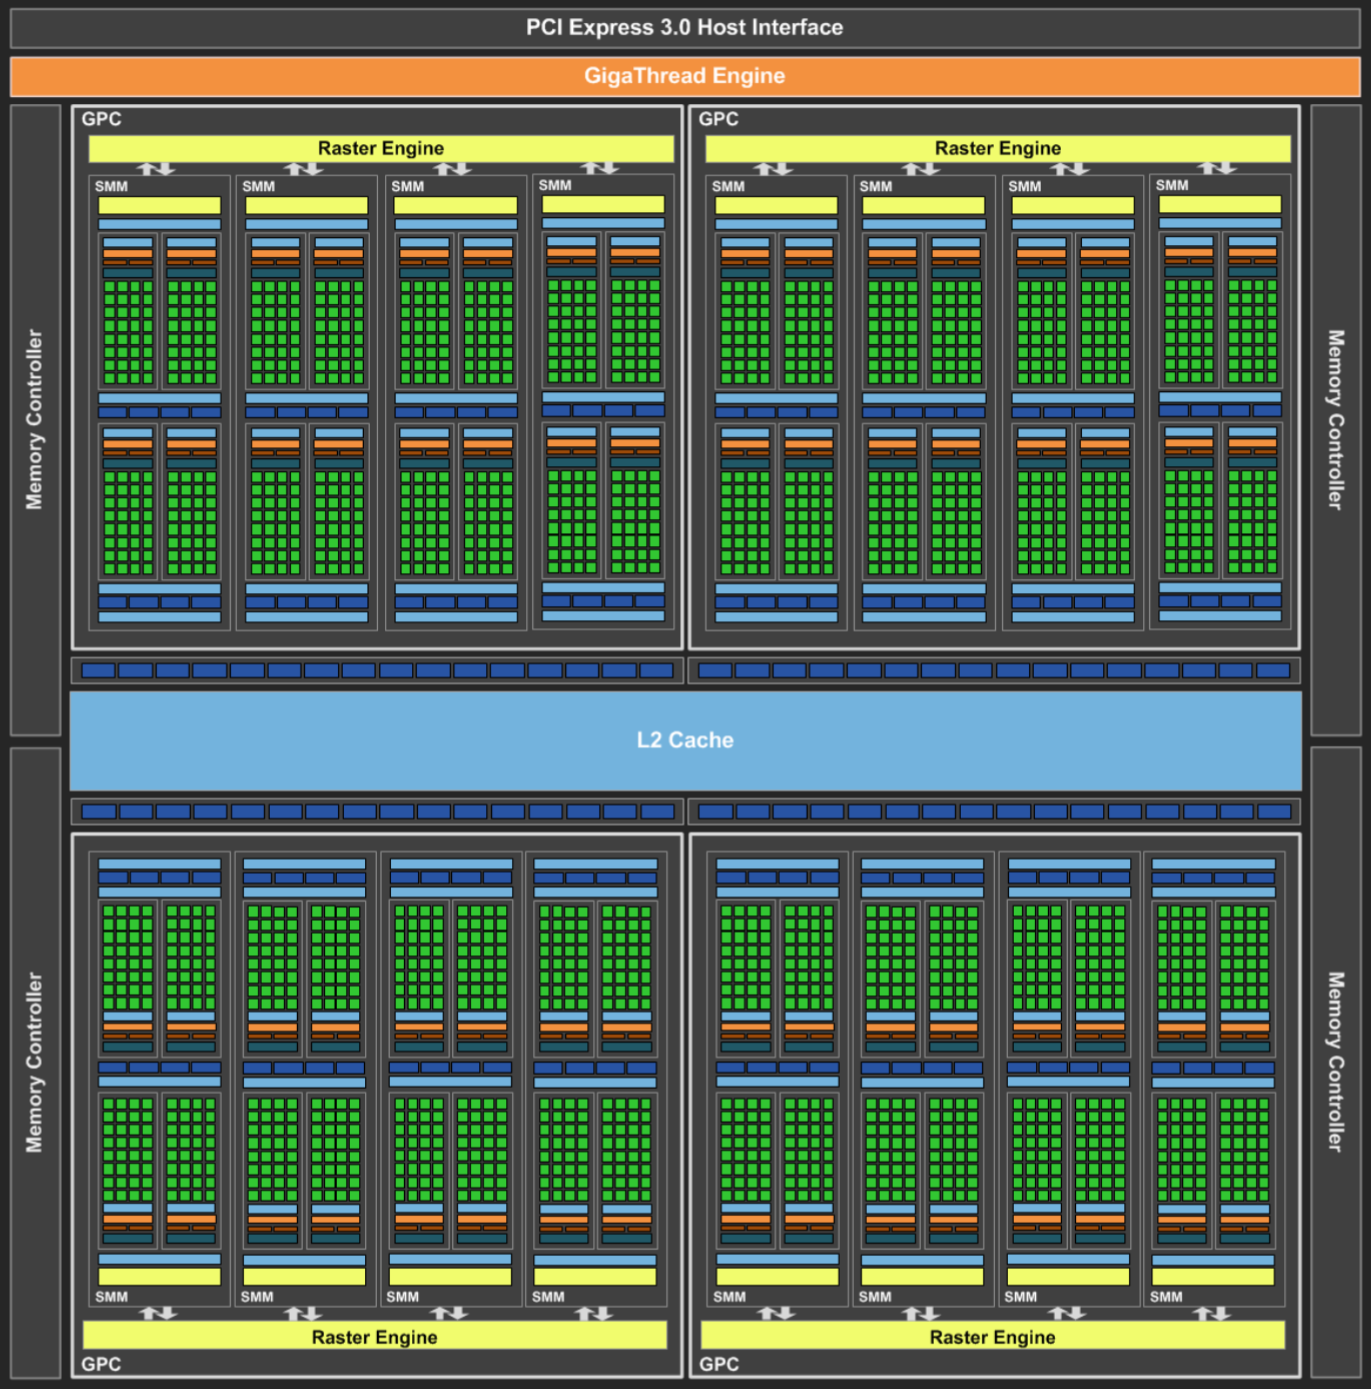 PCI Express 3.0 Host Interface
GigaThread Engine
Memory Controller
GPC
Raster Engine
SMM
SMM
SMM
SMM
GPC
Raster Engine
SMM
SMM
SMM
SMM
Memory Controller
L2 Cache
Memory Controller
SMM
SMM
SMM
SMM
Raster Engine
GPC
SMM
SMM
SMM
SMM
Raster Engine
GPC
Memory Controller